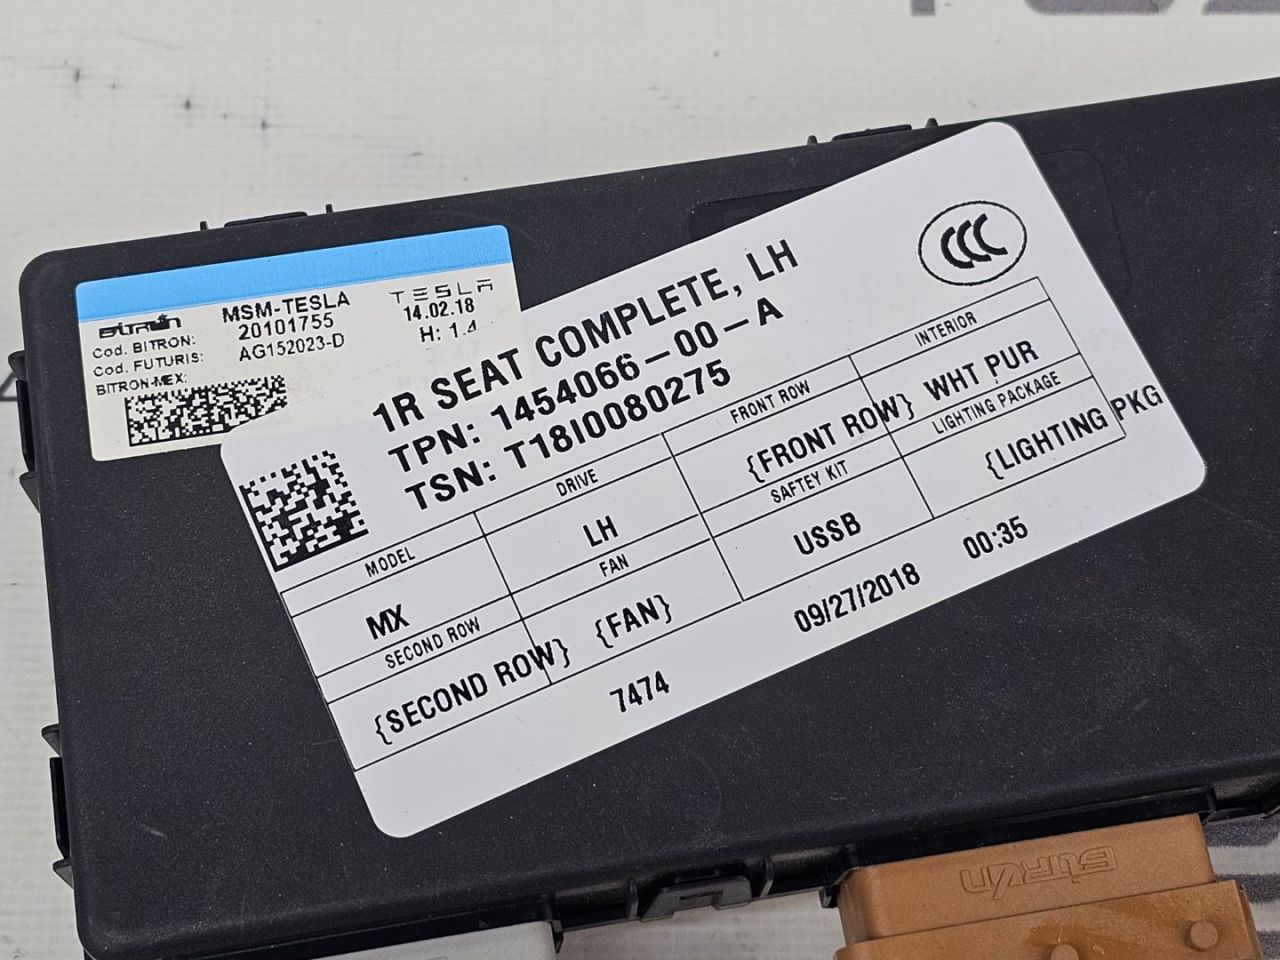 BITRON
MSM-TESLA
TESLA
Cod. BITRON:
20101755
14.02.18
Cod. FUTURIS:
AG152023-D
H: 1.4
BITRON-MEX:
CCC
1R SEAT COMPLETE, LH
TPN: 1454066-00-A
TSN: T18I0080275
MODEL
DRIVE
FRONT ROW
INTERIOR
MX
LH
{FRONT ROW}
WHT PUR
SECOND ROW
FAN
SAFTEY KIT
LIGHTING PACKAGE
{SECOND ROW}
{FAN}
USSB
{LIGHTING PKG
7474
09/27/2018
00:35
BITRON